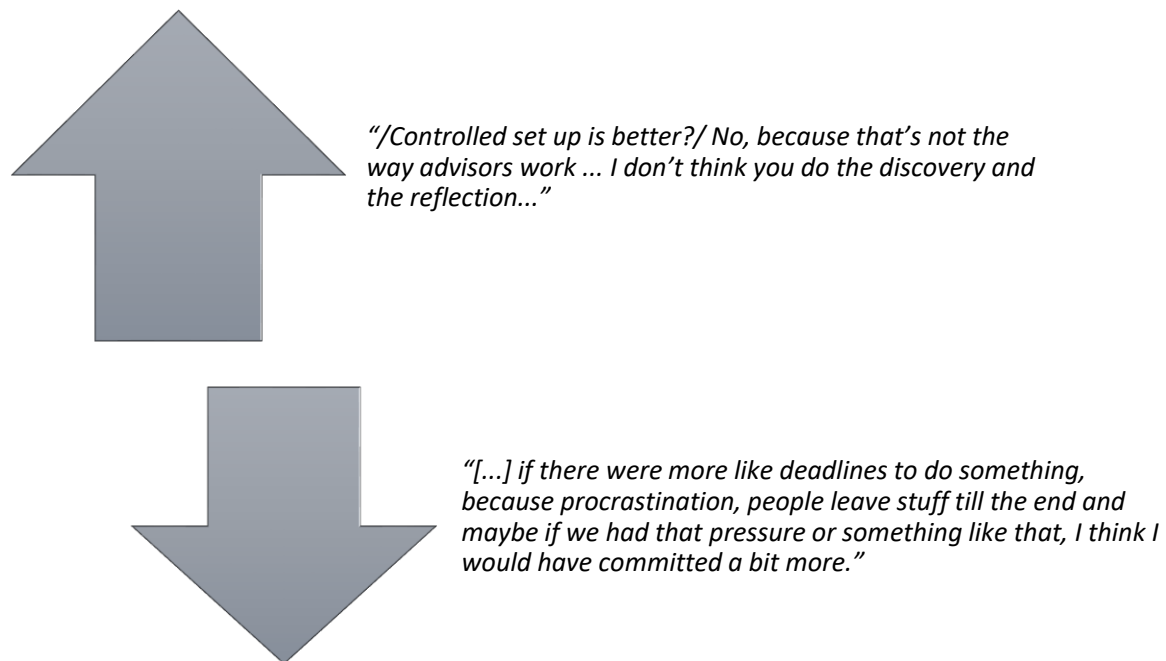 “/Controlled set up is better?/ No, because that’s not the
way advisors work ... I don’t think you do the discovery and
the reflection...”
“[...] if there were more like deadlines to do something,
because procrastination, people leave stuff till the end and
maybe if we had that pressure or something like that, I think I
would have committed a bit more.”